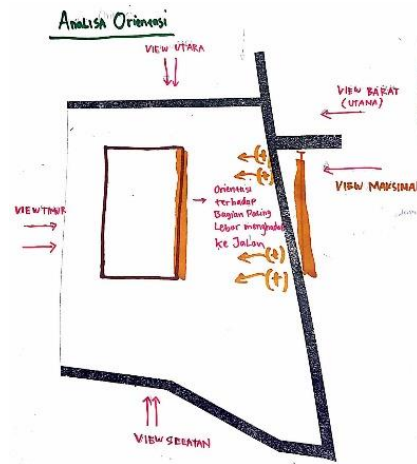 ANALISA ORIENTASI
VIEW UTARA
VIEW BARAT
(UTAMA)
(+)
(+)
VIEW MAKSIMAL
Orientasi
terhadap
Bagian Paling
Lebar menghadap
ke Jalan
VIEW TIMUR
(+)
(+)
VIEW SELATAN